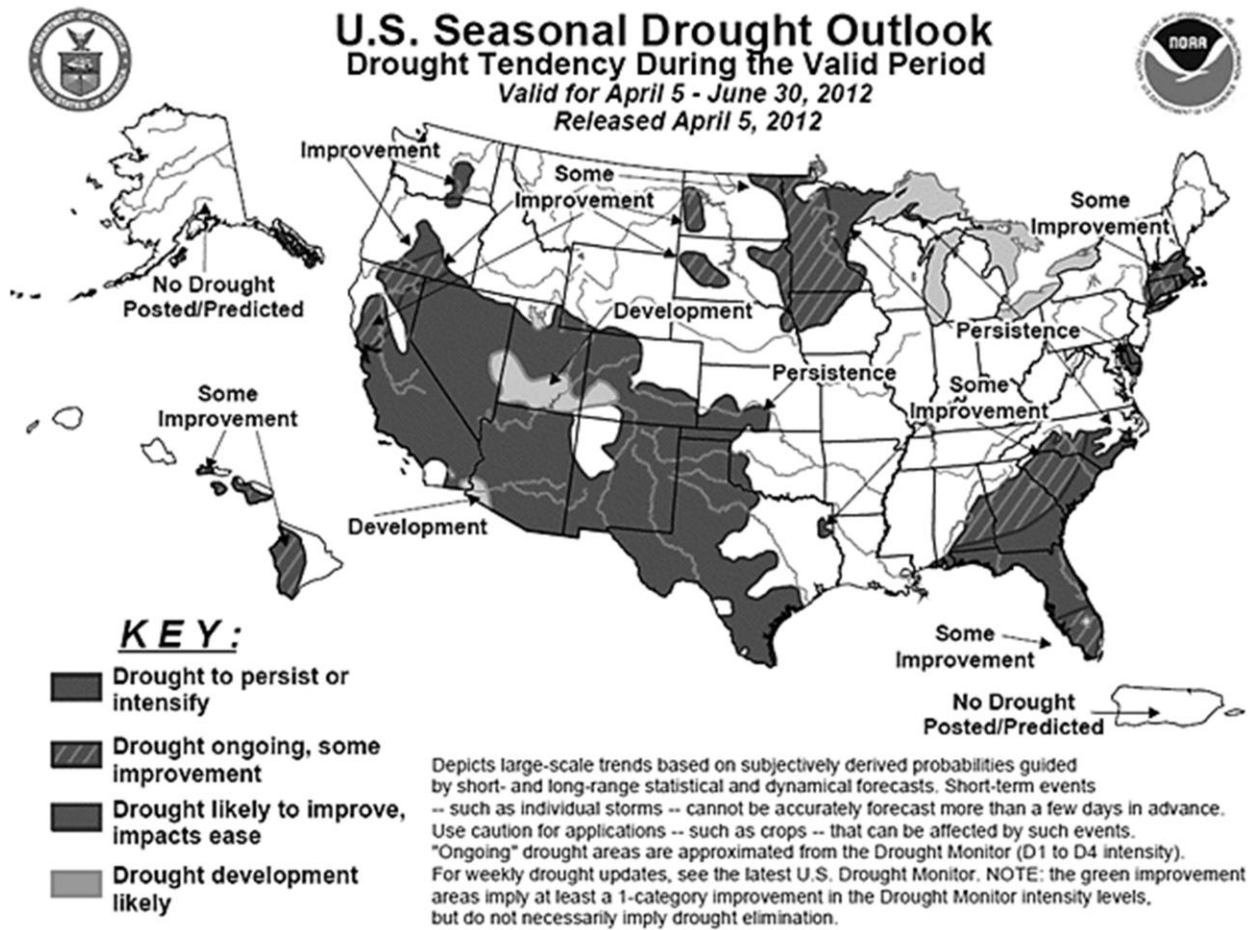 U.S. Seasonal Drought Outlook
Drought Tendency During the Valid Period
Valid for April 5 - June 30, 2012
Released April 5, 2012
DEPARTMENT OF COMMERCE
UNITED STATES OF AMERICA
NOAA
Improvement
Some
Improvement
Some
Improvement
No Drought
Posted/Predicted
Development
Persistence
Persistence
Some
Improvement
Some
Improvement
Development
Some
Improvement
No Drought
Posted/Predicted
KEY:
Drought to persist or
intensify
Drought ongoing, some
improvement
Drought likely to improve,
impacts ease
Drought development
likely
Depicts large-scale trends based on subjectively derived probabilities guided
by short- and long-range statistical and dynamical forecasts. Short-term events
-- such as individual storms -- cannot be accurately forecast more than a few days in advance.
Use caution for applications -- such as crops -- that can be affected by such events.
"Ongoing" drought areas are approximated from the Drought Monitor (D1 to D4 intensity).
For weekly drought updates, see the latest U.S. Drought Monitor. NOTE: the green improvement
areas imply at least a 1-category improvement in the Drought Monitor intensity levels,
but do not necessarily imply drought elimination.